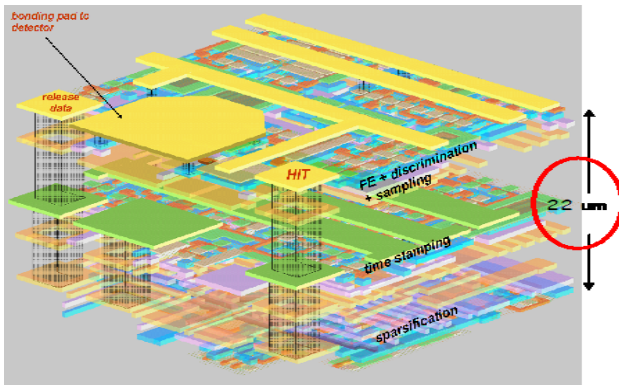 bonding pad to
detector
release
data
HIT
FE + discrimination
+ sampling
22 um
time stamping
sparsification